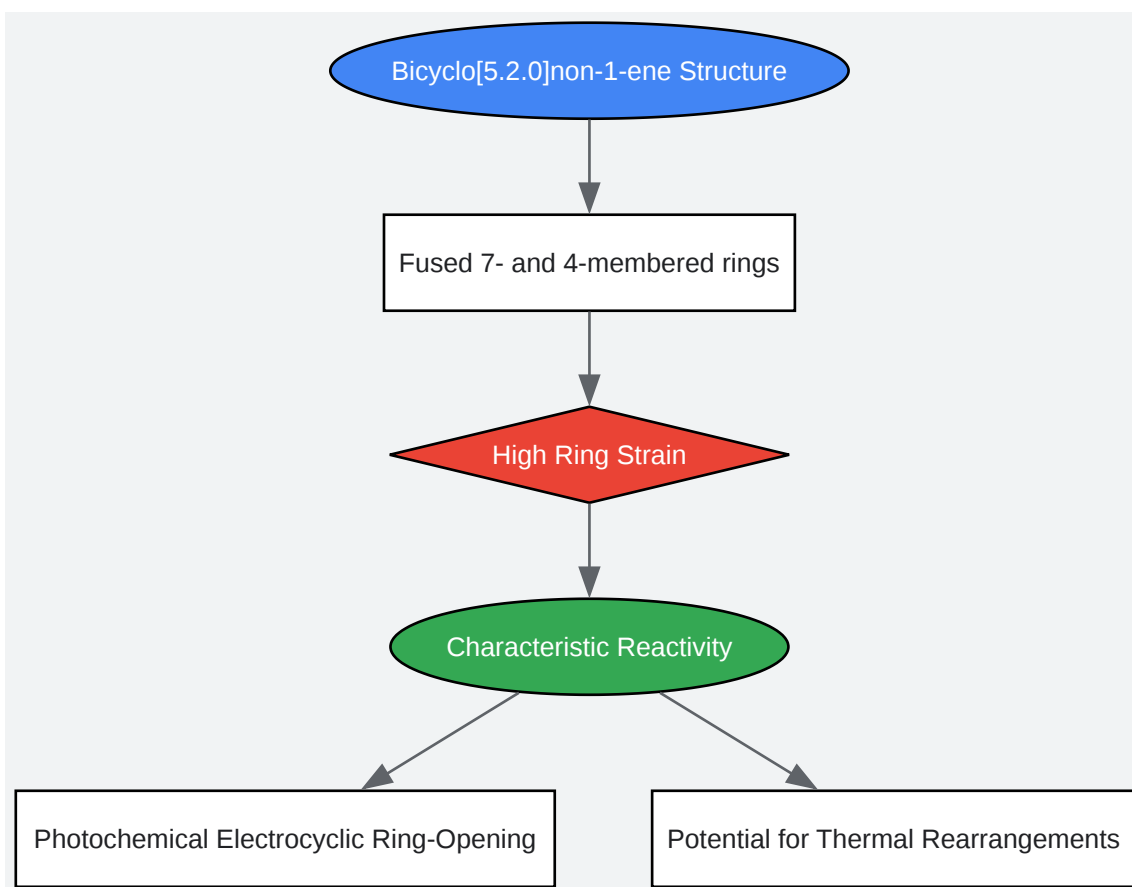 Bicyclo[5.2.0]non-1-ene Structure
Fused 7- and 4-membered rings
High Ring Strain
Characteristic Reactivity
Photochemical Electrocyclic Ring-Opening
Potential for Thermal Rearrangements